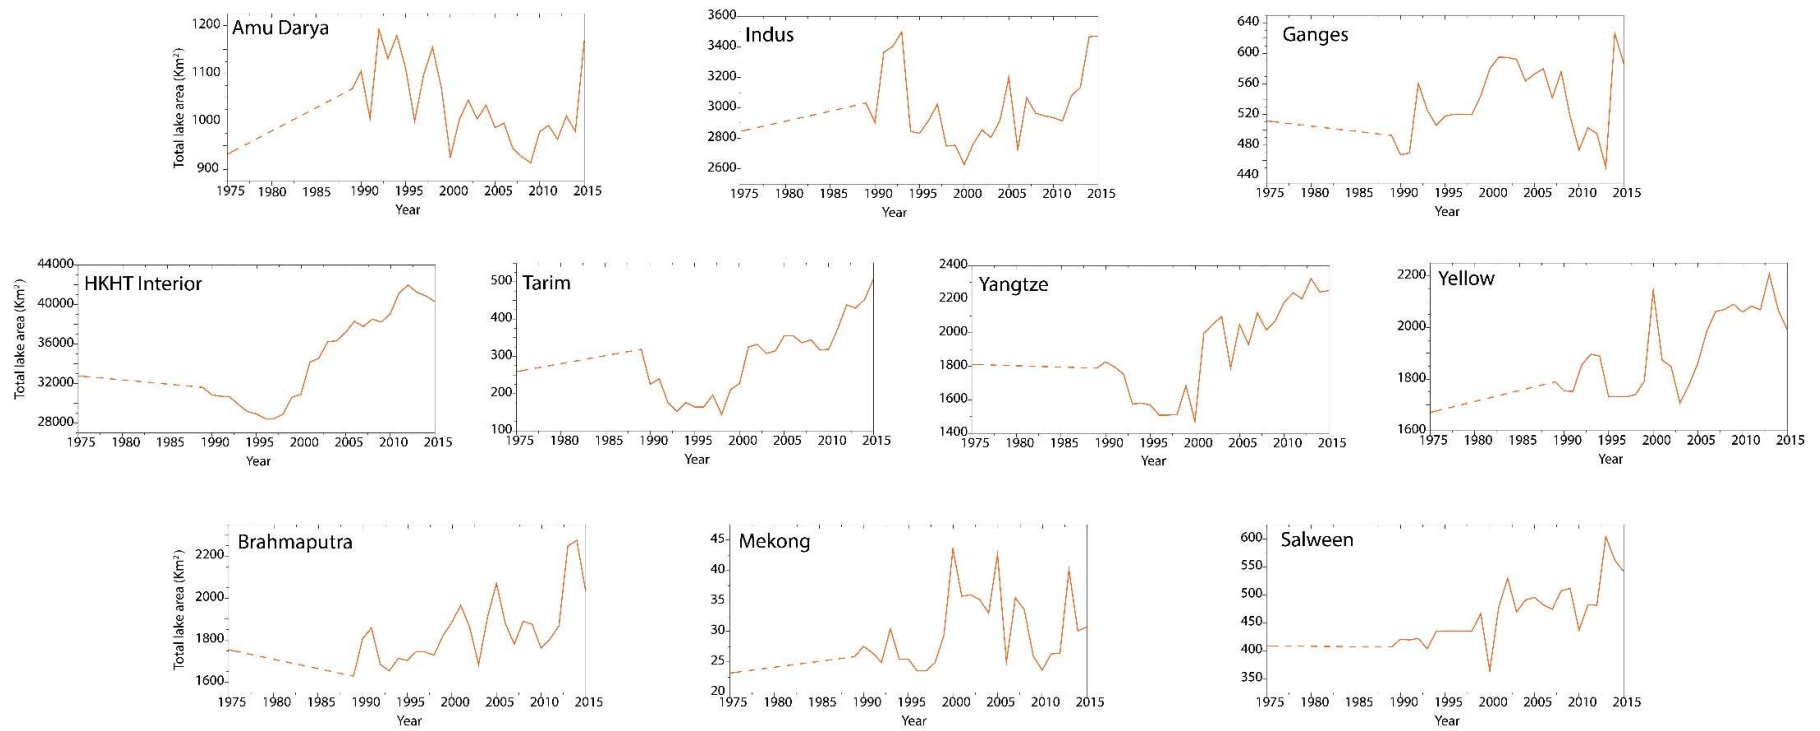 Amu Darya
Total lake area (Km²)
1200
1100
1000
900
1975 1980 1985 1990 1995 2000 2005 2010 2015
Year
Indus
3600
3400
3200
3000
2800
2600
1975 1980 1985 1990 1995 2000 2005 2010 2015
Year
Ganges
640
600
560
520
480
440
1975 1980 1985 1990 1995 2000 2005 2010 2015
Year
HKHT Interior
Total lake area (Km²)
44000
40000
36000
32000
28000
1975 1980 1985 1990 1995 2000 2005 2010 2015
Year
Tarim
500
400
300
200
100
1975 1980 1985 1990 1995 2000 2005 2010 2015
Year
Yangtze
2400
2200
2000
1800
1600
1400
1975 1980 1985 1990 1995 2000 2005 2010 2015
Year
Yellow
2200
2000
1800
1600
1975 1980 1985 1990 1995 2000 2005 2010 2015
Year
Brahmaputra
Total lake area (Km²)
2200
2000
1800
1600
1975 1980 1985 1990 1995 2000 2005 2010 2015
Year
Mekong
45
40
35
30
25
20
1975 1980 1985 1990 1995 2000 2005 2010 2015
Year
Salween
600
550
500
450
400
350
1975 1980 1985 1990 1995 2000 2005 2010 2015
Year